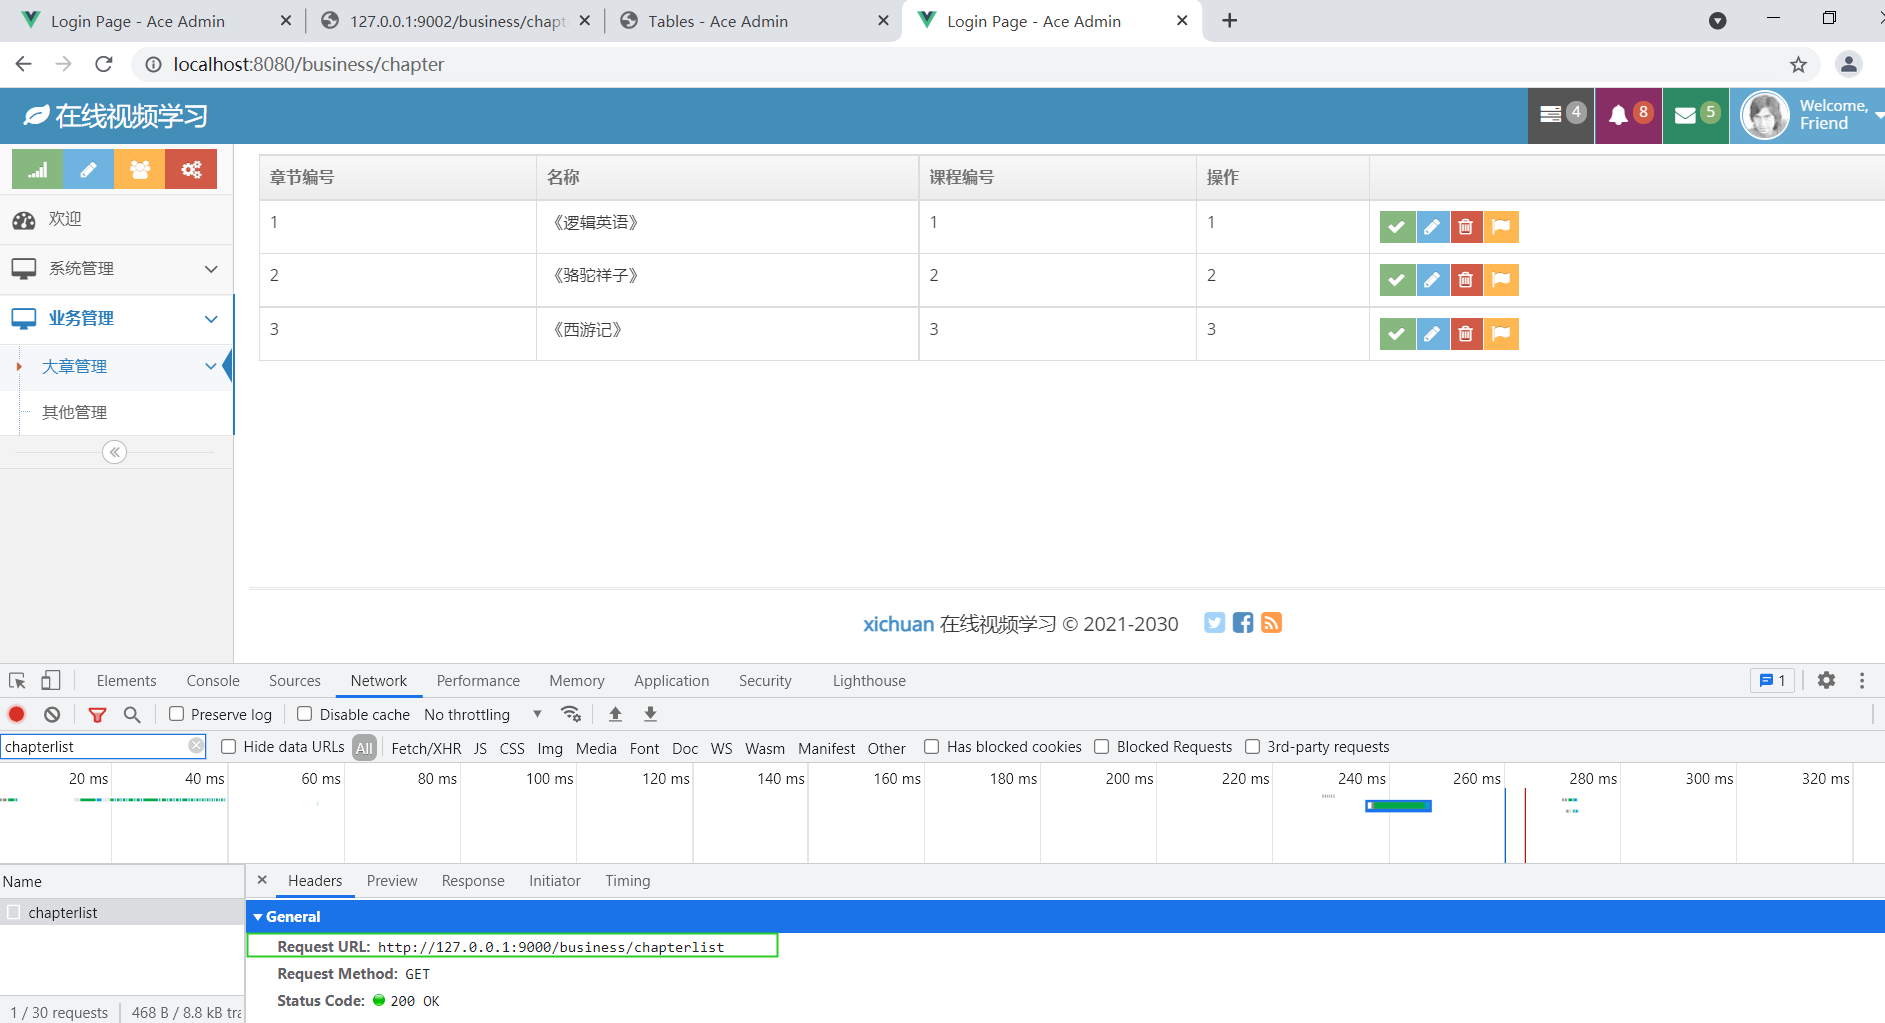 Login Page - Ace Admin
127.0.0.1:9002/business/chapt
Tables - Ace Admin
Login Page - Ace Admin
localhost:8080/business/chapter
在线视频学习
4
8
5
Welcome,
Friend
章节编号 名称 课程编号 操作
1 《逻辑英语》 1 1
2 《骆驼祥子》 2 2
3 《西游记》 3 3
欢迎
系统管理
业务管理
大章管理
其他管理
xichuan 在线视频学习 © 2021-2030
Elements Console Sources Network Performance Memory Application Security Lighthouse 1
Preserve log Disable cache No throttling
chapterlist Hide data URLs All Fetch/XHR JS CSS Img Media Font Doc WS Wasm Manifest Other Has blocked cookies Blocked Requests 3rd-party requests
20 ms 40 ms 60 ms 80 ms 100 ms 120 ms 140 ms 160 ms 180 ms 200 ms 220 ms 240 ms 260 ms 280 ms 300 ms 320 ms
Name
chapterlist
Headers Preview Response Initiator Timing
General
Request URL: http://127.0.0.1:9000/business/chapterlist
Request Method: GET
Status Code: 200 OK
1 / 30 requests 468 B / 8.8 kB tra